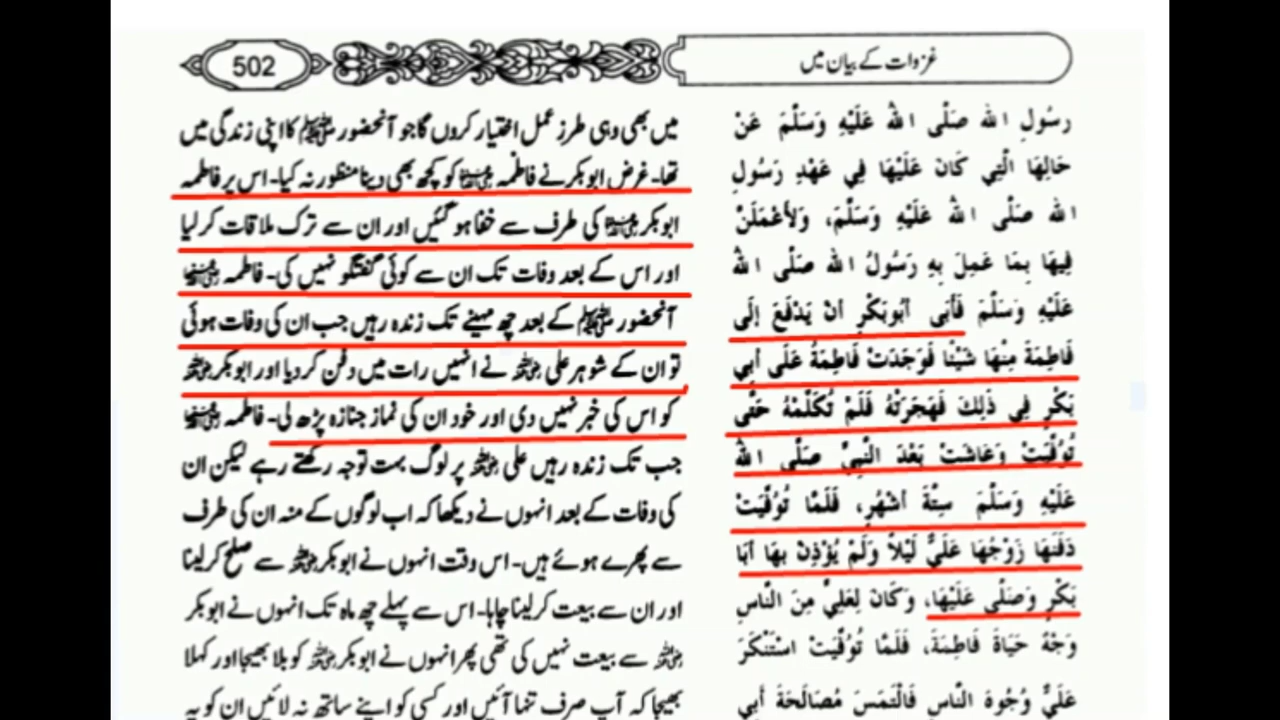 غزوات کے بیان میں
502
رَسُولِ اللهِ صَلَّى اللهُ عَلَيْهِ وَسَلَّمَ عَنْ
حَالِهَا الَّتِي كَانَ عَلَيْهَا فِي عَهْدِ رَسُولِ
اللهِ صَلَّى اللهُ عَلَيْهِ وَسَلَّمَ، وَلأَعْمَلَنَّ
فِيهَا بِمَا عَمِلَ بِهِ رَسُولُ اللهِ صَلَّى اللهُ
عَلَيْهِ وَسَلَّمَ فَأَبَى أَبُوبَكْرٍ أَنْ يَدْفَعَ إِلَى
فَاطِمَةَ مِنْهَا شَيْئًا فَوَجَدَتْ فَاطِمَةُ عَلَى أَبِي
بَكْرٍ فِي ذَلِكَ فَهَجَرَتْهُ فَلَمْ تُكَلِّمْهُ حَتَّى
تُوُفِّيَتْ وَعَاشَتْ بَعْدَ النَّبِيِّ صَلَّى اللهُ
عَلَيْهِ وَسَلَّمَ سِتَّةَ أَشْهُرٍ، فَلَمَّا تُوُفِّيَتْ
دَفَنَهَا زَوْجُهَا عَلِيٌّ لَيْلاً وَلَمْ يُؤْذِنْ بِهَا أَبَا
بَكْرٍ وَصَلَّى عَلَيْهَا، وَكَانَ لِعَلِيٍّ مِنَ النَّاسِ
وَجْهٌ حَيَاةَ فَاطِمَةَ، فَلَمَّا تُوُفِّيَتْ اسْتَنْكَرَ
عَلِيٌّ وُجُوهَ النَّاسِ فَالْتَمَسَ مُصَالَحَةَ أَبِي
میں بھی وہی طرز عمل اختیار کروں گا جو آنحضور ﷺ کا اپنی زندگی میں
تھا۔ غرض ابوبکر نے فاطمہ رضی اللہ عنہا کو کچھ بھی دینا منظور نہ کیا۔ اس پر فاطمہ
ابوبکر رضی اللہ عنہ کی طرف سے خفا ہو گئیں اور ان سے ترک ملاقات کر لیا
اور اس کے بعد وفات تک ان سے کوئی گفتگو نہیں کی۔ فاطمہ رضی اللہ عنہا
آنحضور ﷺ کے بعد چھ مہینے تک زندہ رہیں جب ان کی وفات ہوئی
تو ان کے شوہر علی رضی اللہ عنہ نے انہیں رات میں دفن کر دیا اور ابوبکر رضی اللہ عنہ
کو اس کی خبر نہیں دی اور خود ان کی نماز جنازہ پڑھ لی۔ فاطمہ رضی اللہ عنہا
جب تک زندہ رہیں علی رضی اللہ عنہ پر لوگ بہت توجہ رکھتے رہے لیکن ان
کی وفات کے بعد انہوں نے دیکھا کہ اب لوگوں کے منہ ان کی طرف
سے پھرے ہوئے ہیں۔ اس وقت انہوں نے ابوبکر رضی اللہ عنہ سے صلح کر لینا
اور ان سے بیعت کر لینا چاہا۔ اس سے پہلے چھ ماہ تک انہوں نے ابوبکر
رضی اللہ عنہ سے بیعت نہیں کی تھی پھر انہوں نے ابوبکر رضی اللہ عنہ کو بلا بھیجا اور کہلا
بھیجا کہ آپ صرف تنہا آئیں اور کسی کو اپنے ساتھ نہ لائیں ان کو یہ